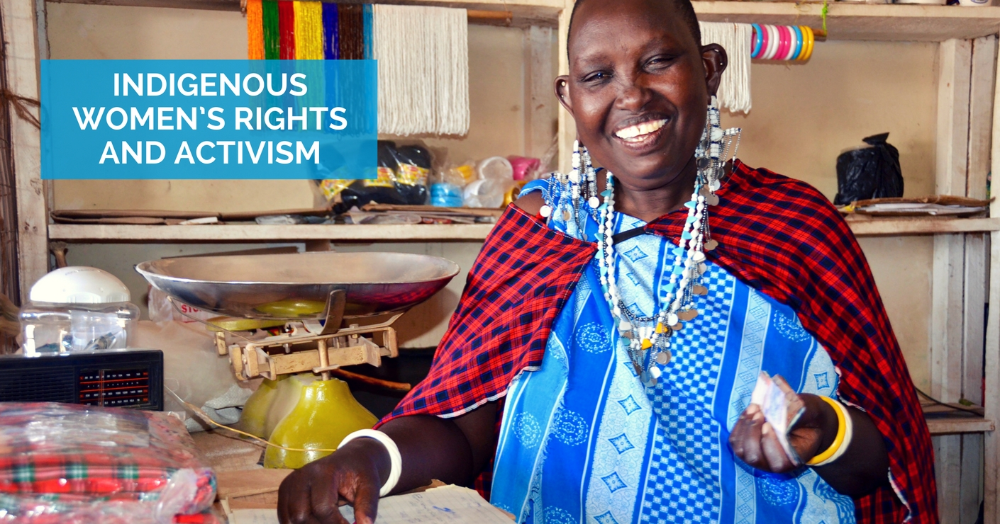 INDIGENOUS
WOMEN'S RIGHTS
AND ACTIVISM